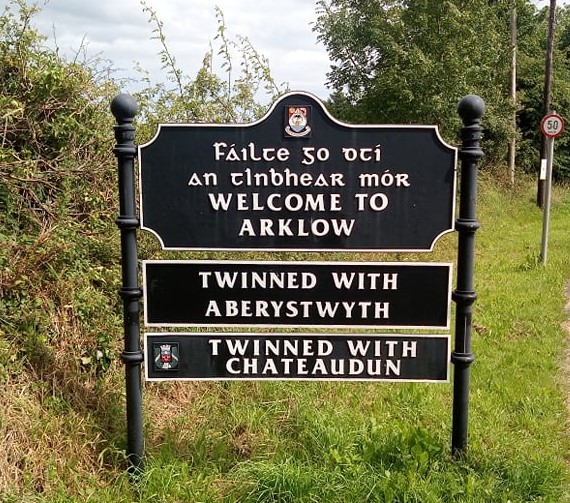 Fáilte go dtí
an tInbhear mór
WELCOME TO
ARKLOW
TWINNED WITH
ABERYSTWYTH
TWINNED WITH
CHATEAUDUN
50